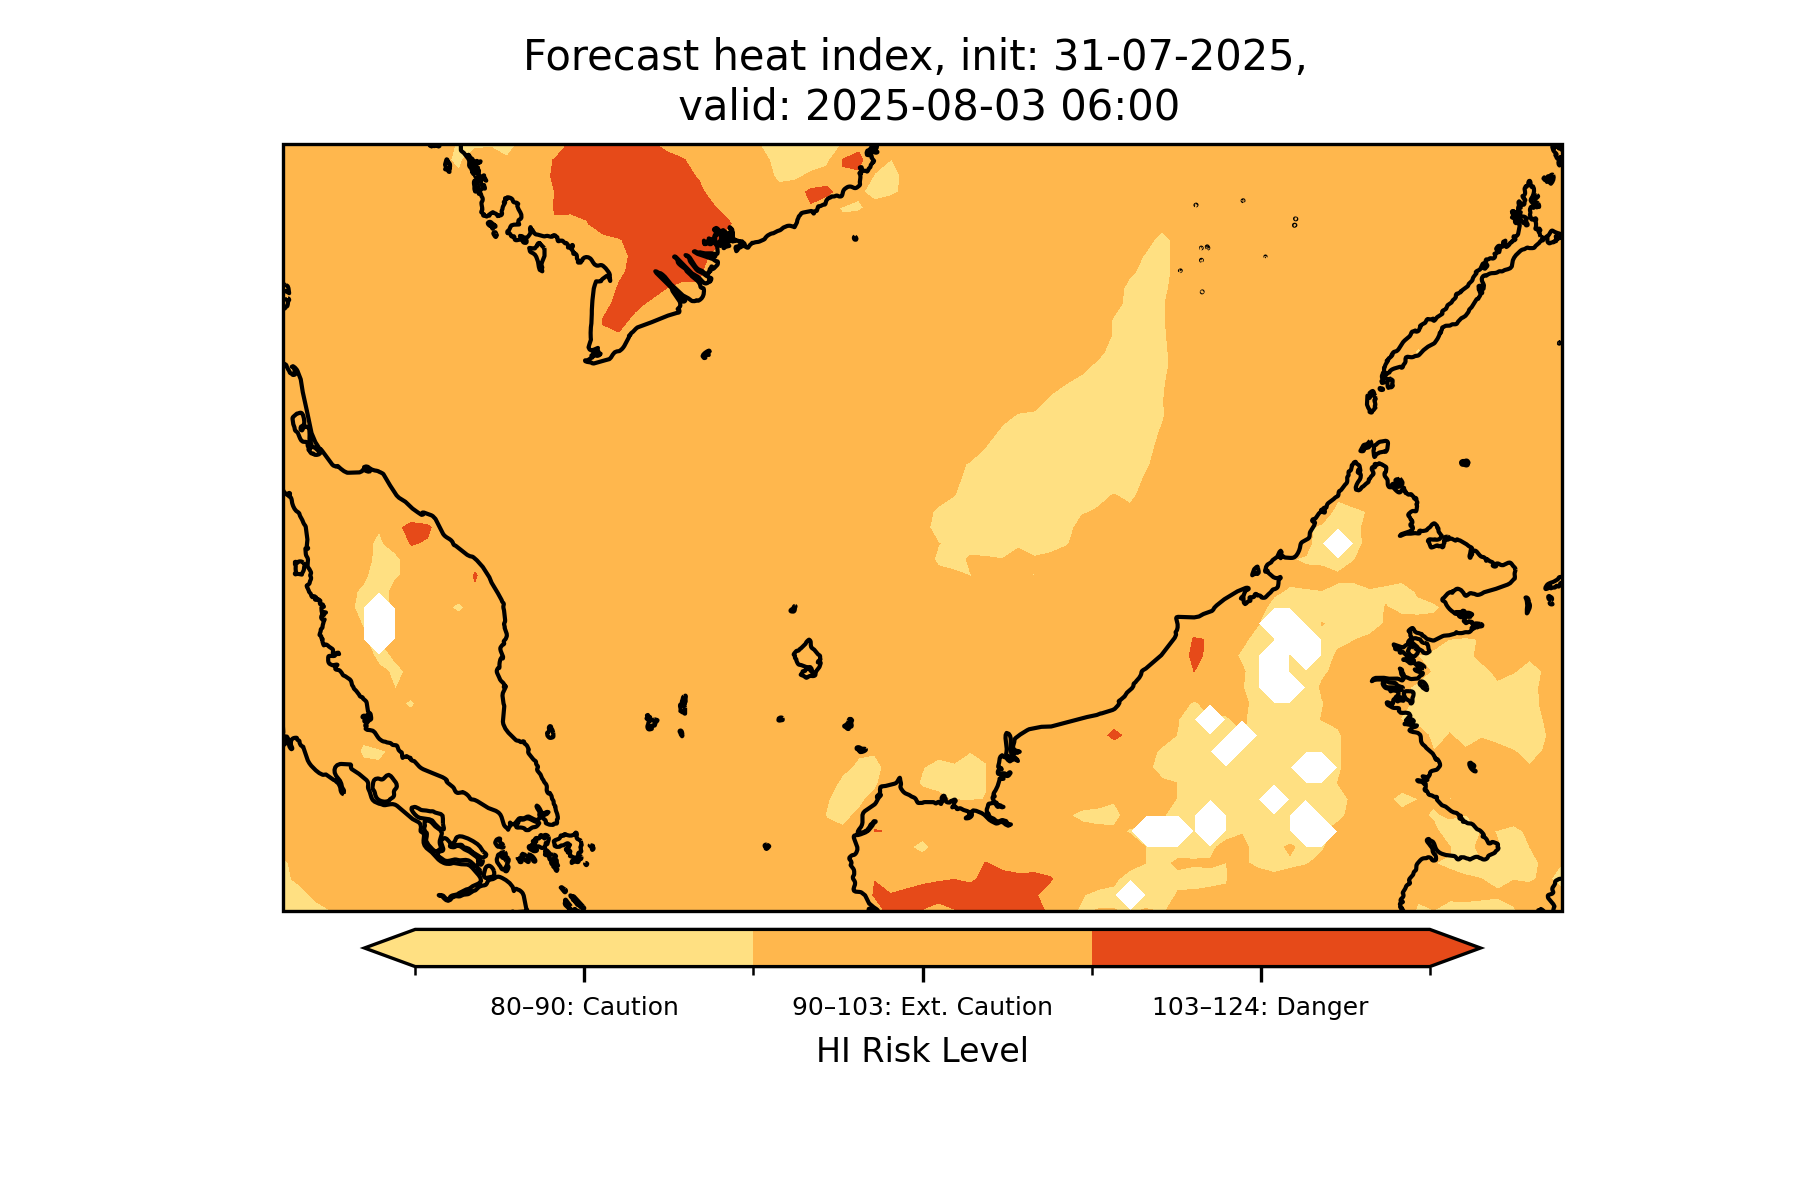 Forecast heat index, init: 31-07-2025,
valid: 2025-08-03 06:00
80–90: Caution
90–103: Ext. Caution
103–124: Danger
HI Risk Level